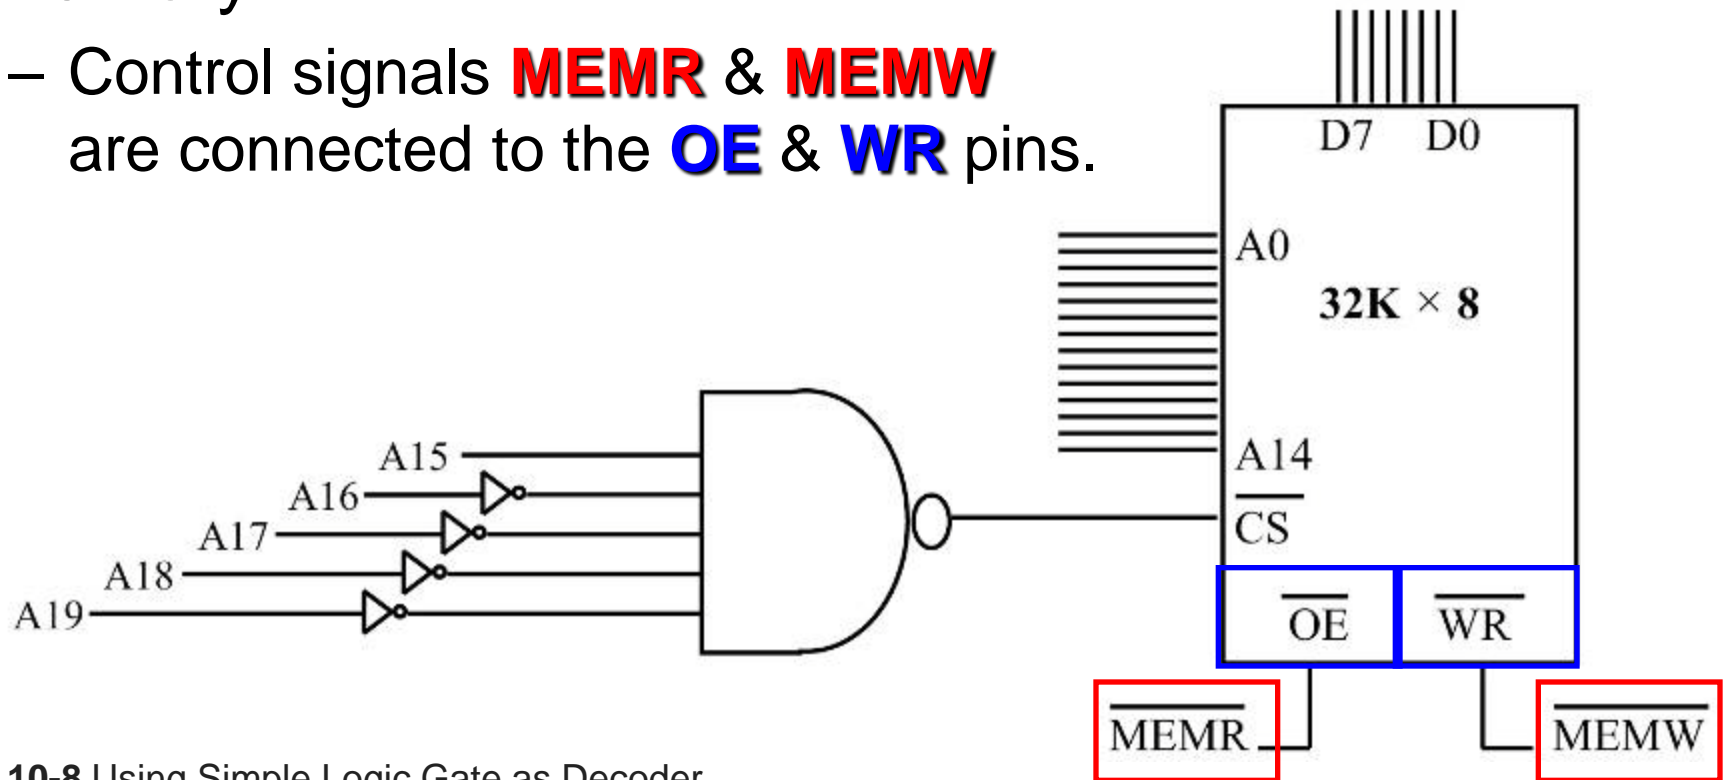 – Control signals MEMR & MEMW
are connected to the OE & WR pins.
D7 D0
A0
32K × 8
A14
CS
A15
A16
A17
A18
A19
OE WR
MEMR MEMW
10-8 Using Simple Logic Gate as Decoder